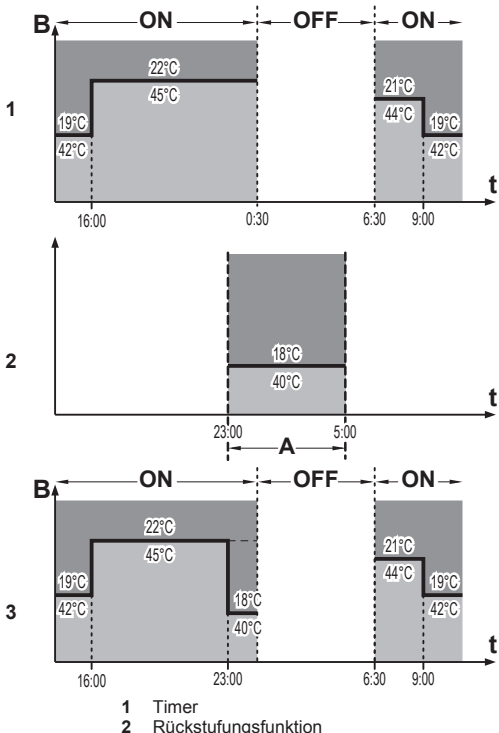 B ON OFF ON
22°C
45°C
21°C
44°C
1
19°C
42°C
19°C
42°C
t
16:00 0:30 6:30 9:00
2
18°C
40°C
t
23:00 5:00
A
B ON OFF ON
22°C
45°C
21°C
44°C
19°C
42°C
18°C
40°C
19°C
42°C
3
t
16:00 23:00 6:30 9:00
1 Timer
2 Rückstufungsfunktion